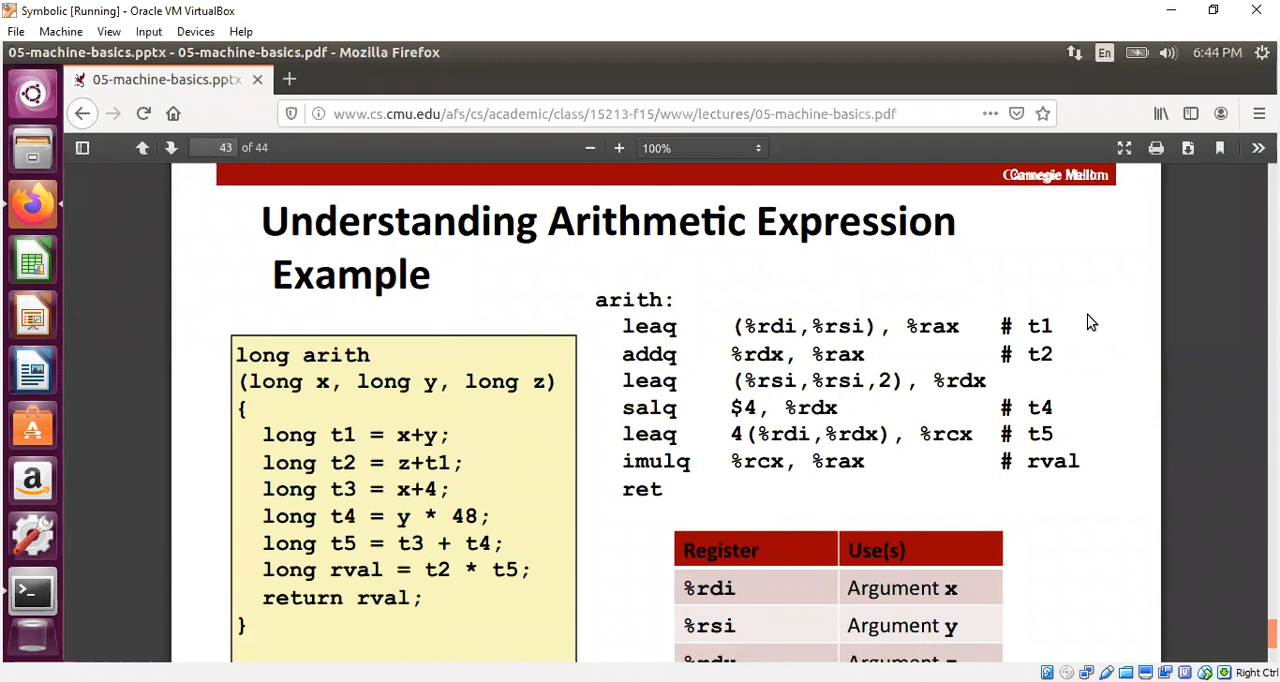 Symbolic [Running] - Oracle VM VirtualBox
File Machine View Input Devices Help
05-machine-basics.pptx - 05-machine-basics.pdf - Mozilla Firefox
En
6:44 PM
05-machine-basics.pptx
www.cs.cmu.edu/afs/cs/academic/class/15213-f15/www/lectures/05-machine-basics.pdf
43 of 44
100%
Carnegie Mellon
Understanding Arithmetic Expression
Example
long arith
(long x, long y, long z)
{
long t1 = x+y;
long t2 = z+t1;
long t3 = x+4;
long t4 = y * 48;
long t5 = t3 + t4;
long rval = t2 * t5;
return rval;
}
arith:
leaq (%rdi,%rsi), %rax # t1
addq %rdx, %rax # t2
leaq (%rsi,%rsi,2), %rdx
salq $4, %rdx # t4
leaq 4(%rdi,%rdx), %rcx # t5
imulq %rcx, %rax # rval
ret
Register Use(s)
%rdi Argument x
%rsi Argument y
Right Ctrl